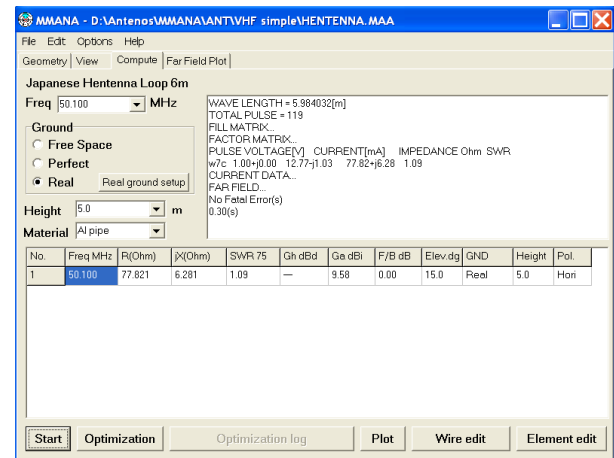 MMANA - D:\Antenos\MMANA\ANT\VHF simple\HENTENNA.MAA
File Edit Options Help
Geometry View Compute Far Field Plot
Japanese Hentenna Loop 6m
Freq 50.100 MHz
Ground
Free Space
Perfect
Real Real ground setup
Height 5.0 m
Material Al pipe
WAVE LENGTH = 5.984032[m]
TOTAL PULSE = 119
FILL MATRIX...
FACTOR MATRIX...
PULSE VOLTAGE[V] CURRENT[mA] IMPEDANCE Ohm SWR
w7c 1.00+j0.00 12.77-j1.03 77.82+j6.28 1.09
CURRENT DATA...
FAR FIELD...
No Fatal Error(s)
0.30(s)
No. Freq MHz R(Ohm) jX(Ohm) SWR 75 Gh dBd Ga dBi F/B dB Elev.dg GND Height Pol.
1 50.100 77.821 6.281 1.09 — 9.58 0.00 15.0 Real 5.0 Hori
Start Optimization Optimization log Plot Wire edit Element edit